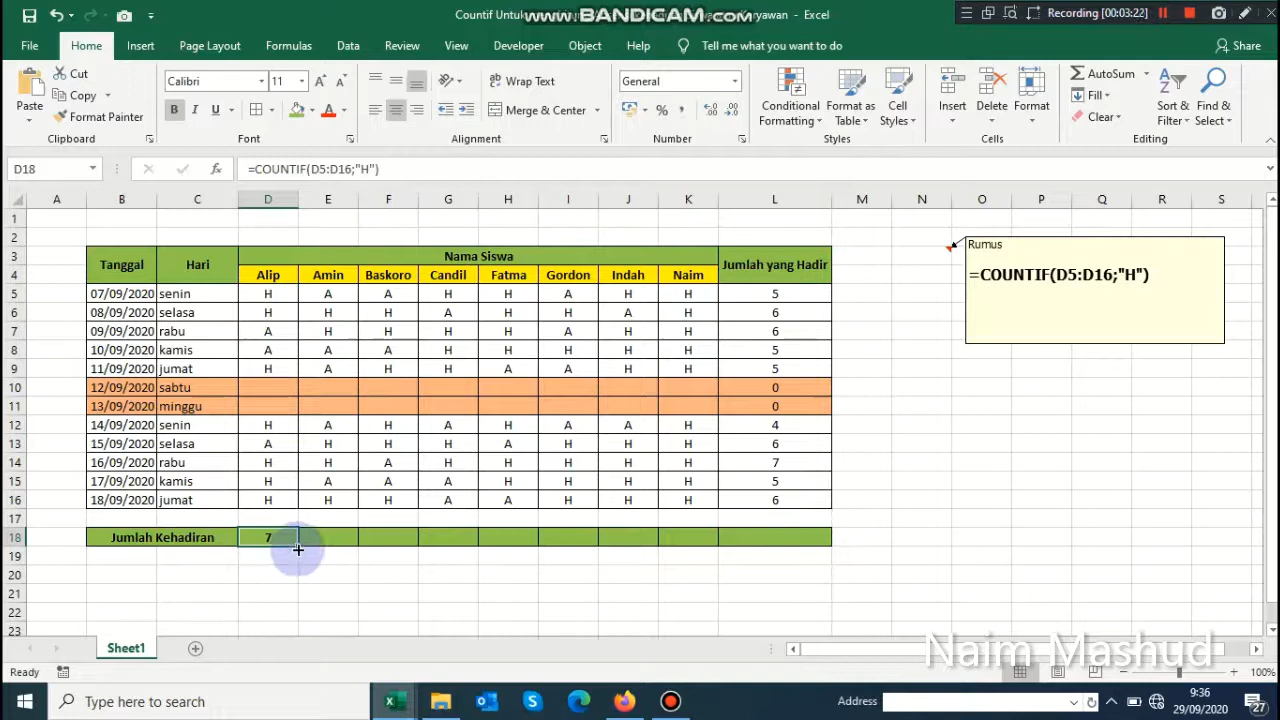 Countif Untu
www.BANDICAM.com
aryawan - Excel
Recording [00:03:22]
File Home Insert Page Layout Formulas Data Review View Developer Object Help Tell me what you want to do Share
Paste Cut Copy Format Painter
Calibri 11 A A
B I U A
Wrap Text
Merge & Center
General
% ,
Conditional Formatting Format as Table Cell Styles
Insert Delete Format
AutoSum Fill Clear
Sort & Filter Find & Select
Clipboard Font Alignment Number Styles Cells Editing
D18 fx =COUNTIF(D5:D16;"H")
A B C D E F G H I J K L M N O P Q R S
1
2
3 Tanggal Hari Nama Siswa Jumlah yang Hadir
4 Alip Amin Baskoro Candil Fatma Gordon Indah Naim
5 07/09/2020 senin H A A H H A H H 5
6 08/09/2020 selasa H H H A H H A H 6
7 09/09/2020 rabu A H H H H A H H 6
8 10/09/2020 kamis A A A H H H H H 5
9 11/09/2020 jumat H A H H A A H H 5
10 12/09/2020 sabtu 0
11 13/09/2020 minggu 0
12 14/09/2020 senin H A H A H A A H 4
13 15/09/2020 selasa A H H H A H H H 6
14 16/09/2020 rabu H H A H H H H H 7
15 17/09/2020 kamis H A A A H H H H 5
16 18/09/2020 jumat H H H A A H H H 6
17
18 Jumlah Kehadiran 7
19
20
21
22
23
Rumus
=COUNTIF(D5:D16;"H")
Sheet1
Naim Mashud
Ready 100%
Type here to search
Address
9:36
29/09/2020
27